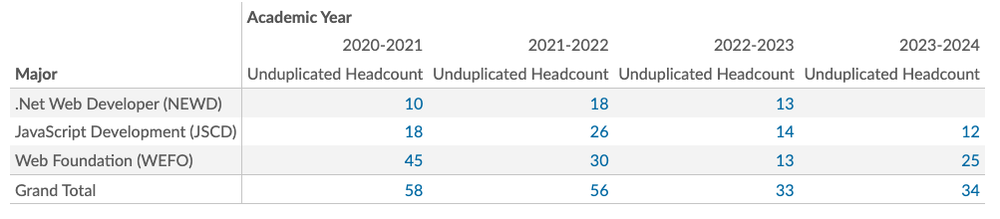 Academic Year
2020-2021 2021-2022 2022-2023 2023-2024
Major Unduplicated Headcount Unduplicated Headcount Unduplicated Headcount Unduplicated Headcount
.Net Web Developer (NEWD) 10 18 13
JavaScript Development (JSCD) 18 26 14 12
Web Foundation (WEFO) 45 30 13 25
Grand Total 58 56 33 34